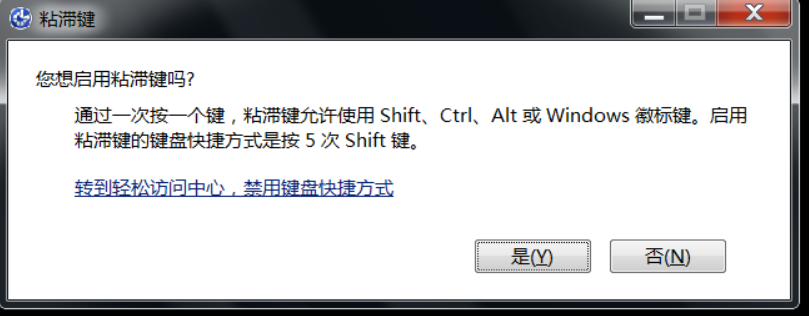 粘滞键
您想启用粘滞键吗?
通过一次按一个键，粘滞键允许使用 Shift、Ctrl、Alt 或 Windows 徽标键。启用
粘滞键的键盘快捷方式是按 5 次 Shift 键。
转到轻松访问中心，禁用键盘快捷方式
是(Y)
否(N)